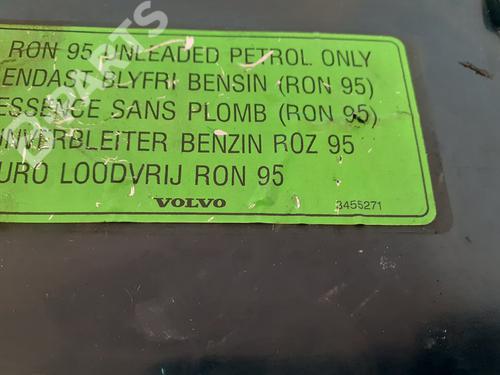 RON 95 UNLEADED PETROL ONLY
ENDAST BLYFRI BENSIN (RON 95)
ESSENCE SANS PLOMB (RON 95)
UNVERBLEITER BENZIN ROZ 95
EURO LOODVRIJ RON 95
VOLVO 3455271
B-PARTS